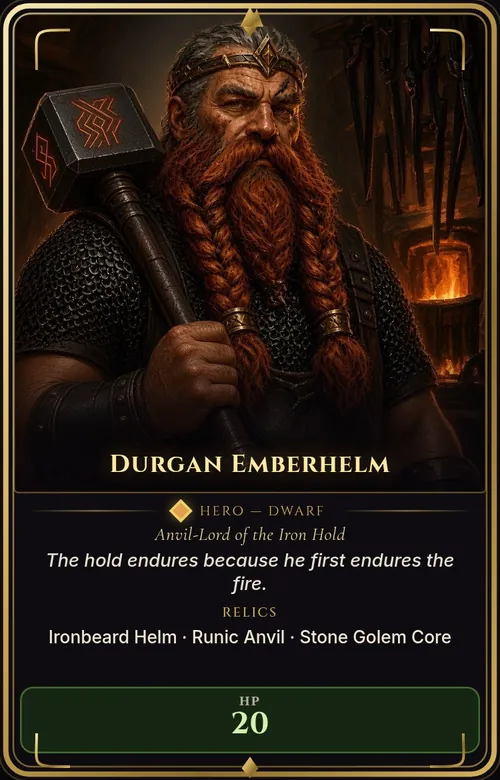 Durgan Emberhelm
HERO — DWARF
Anvil-Lord of the Iron Hold
The hold endures because he first endures the
fire.
RELICS
Ironbeard Helm · Runic Anvil · Stone Golem Core
HP
20